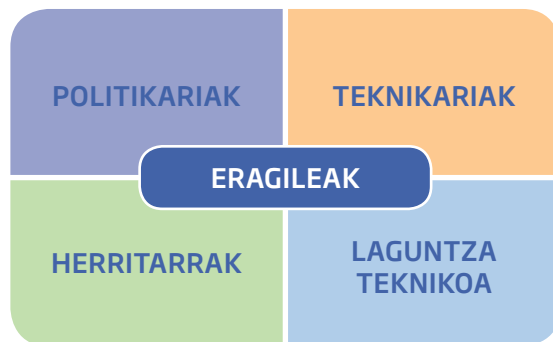 POLITIKARIAK
TEKNIKARIAK
ERAGILEAK
HERRITARRAK
LAGUNTZA
TEKNIKOA